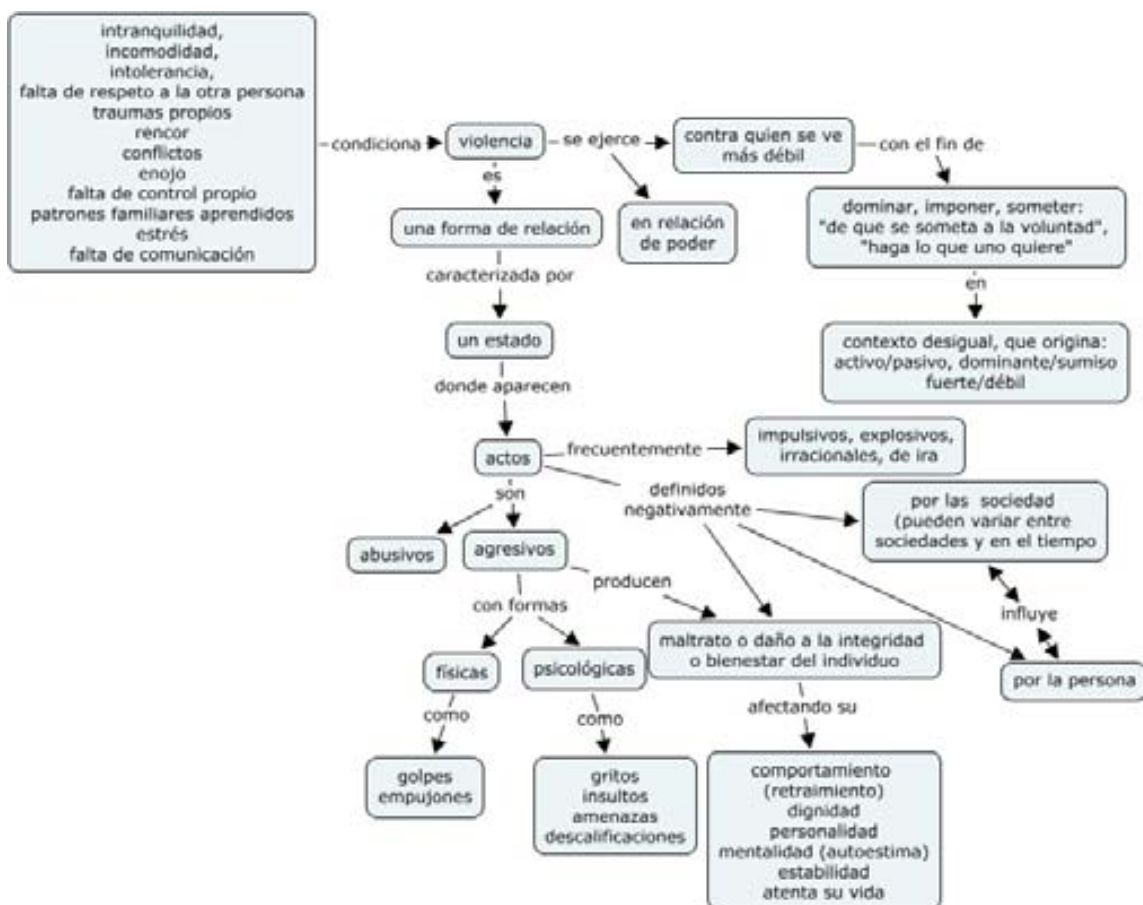 intranquilidad,
incomodidad,
intolerancia,
falta de respeto a la otra persona
traumas propios
rencor
conflictos
enojo
falta de control propio
patrones familiares aprendidos
estrés
falta de comunicación
condiciona
violencia
se ejerce
contra quien se ve
más débil
con el fin de
es
una forma de relación
en relación
de poder
dominar, imponer, someter:
"de que se someta a la voluntad",
"haga lo que uno quiere"
caracterizada por
en
un estado
contexto desigual, que origina:
activo/pasivo, dominante/sumiso
fuerte/débil
donde aparecen
actos
frecuentemente
impulsivos, explosivos,
irracionales, de ira
son
definidos
negativamente
por las sociedad
(pueden variar entre
sociedades y en el tiempo
abusivos
agresivos
producen
con formas
influye
maltrato o daño a la integridad
o bienestar del individuo
físicas
psicológicas
por la persona
como
como
afectando su
golpes
empujones
gritos
insultos
amenazas
descalificaciones
comportamiento
(retraimiento)
dignidad
personalidad
mentalidad (autoestima)
estabilidad
atenta su vida